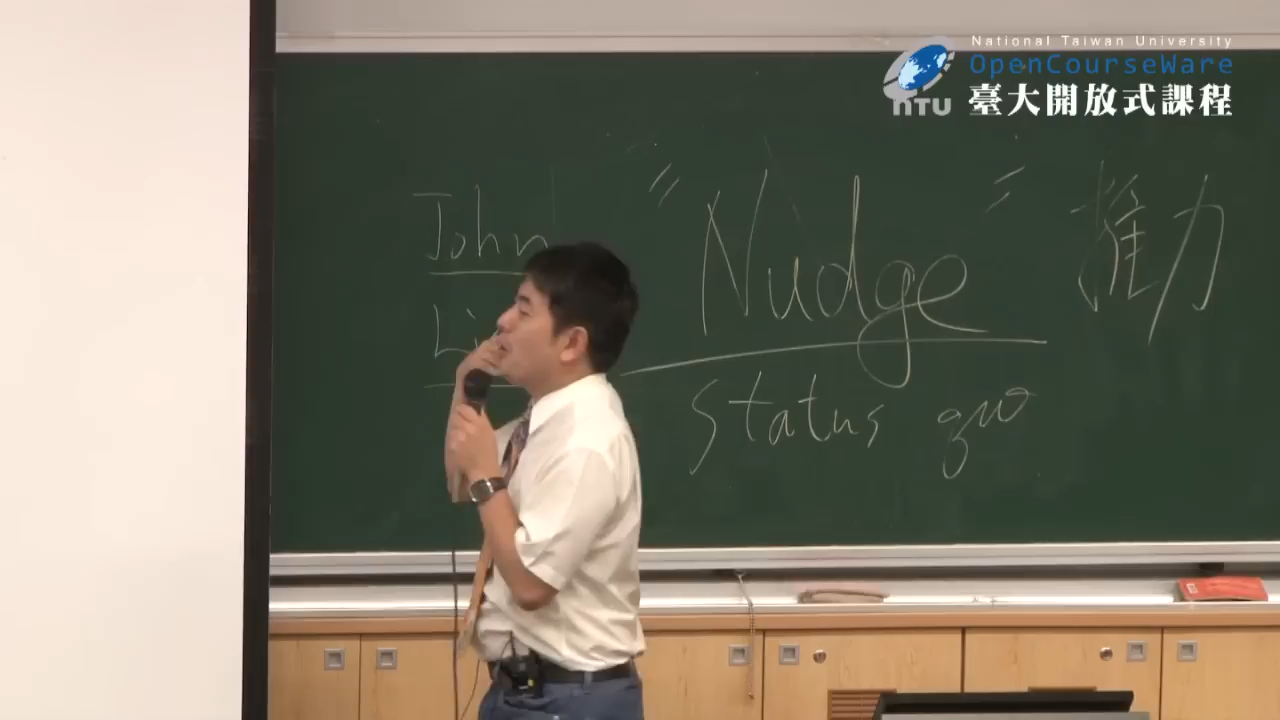 National Taiwan University
OpenCourseWare
NTU
臺大開放式課程
John
"Nudge" 推力
status quo